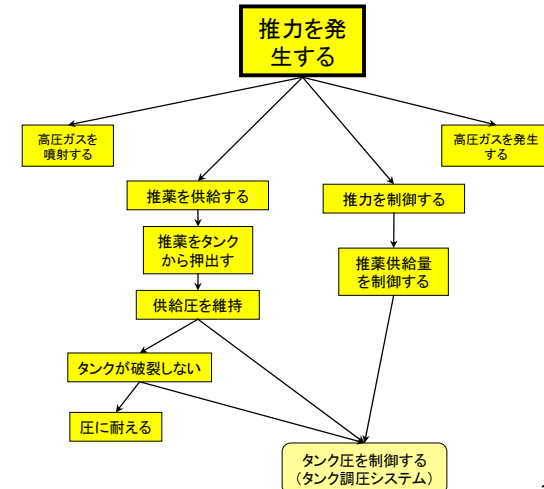 推力を発
生する
高圧ガスを
噴射する
高圧ガスを発生
する
推薬を供給する
推力を制御する
推薬をタンク
から押出す
推薬供給量
を制御する
供給圧を維持
タンクが破裂しない
圧に耐える
タンク圧を制御する
（タンク調圧システム）